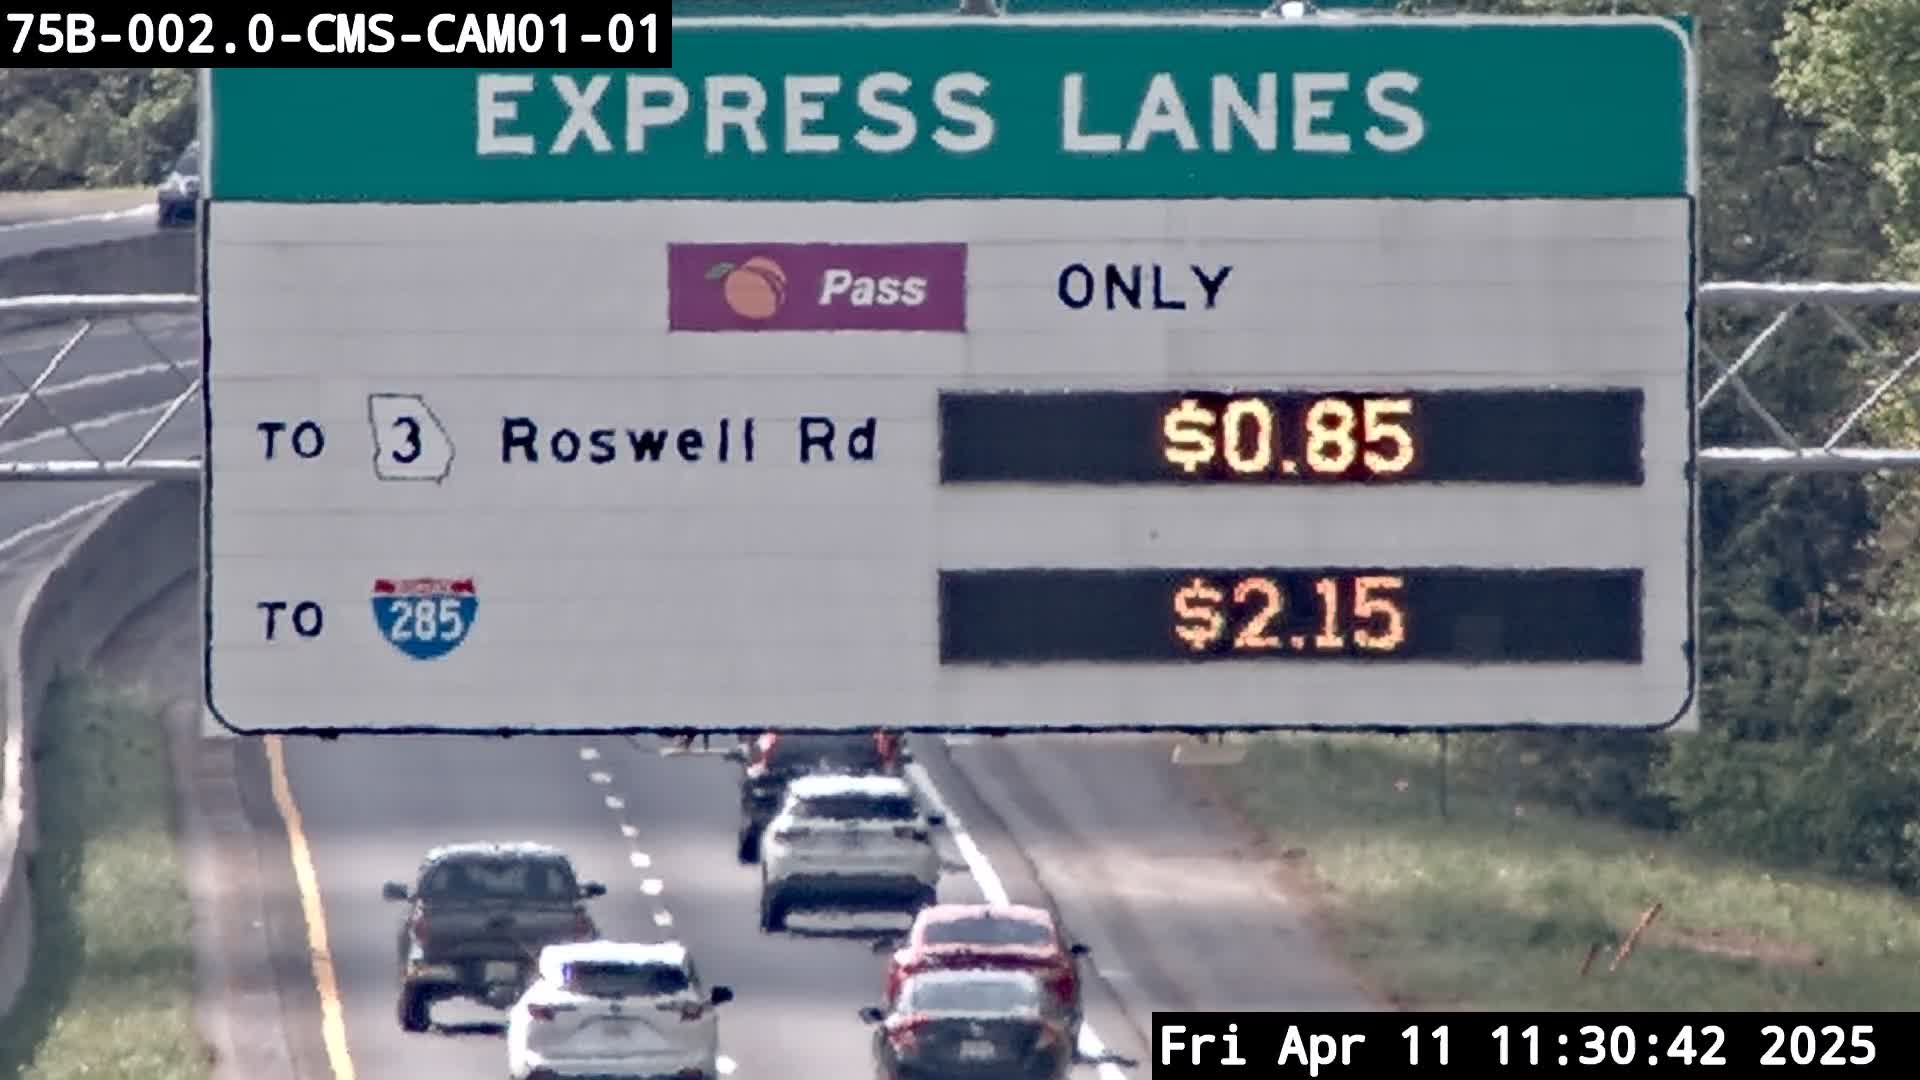 75B-002.0-CMS-CAM01-01
EXPRESS LANES
Pass ONLY
TO 3 Roswell Rd $0.85
TO 285 $2.15
Fri Apr 11 11:30:42 2025